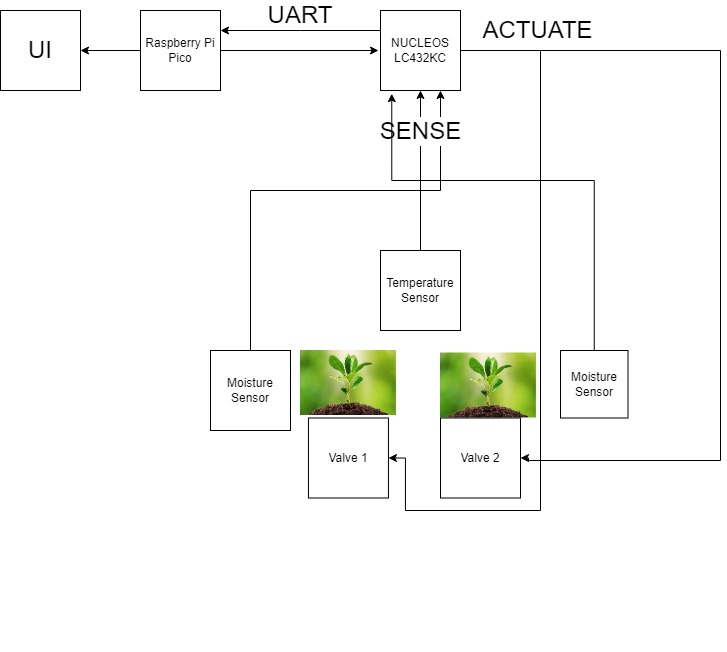 UART
ACTUATE
UI
Raspberry Pi
Pico
NUCLEOS
LC432KC
SENSE
Temperature
Sensor
Moisture
Sensor
Moisture
Sensor
Valve 1
Valve 2